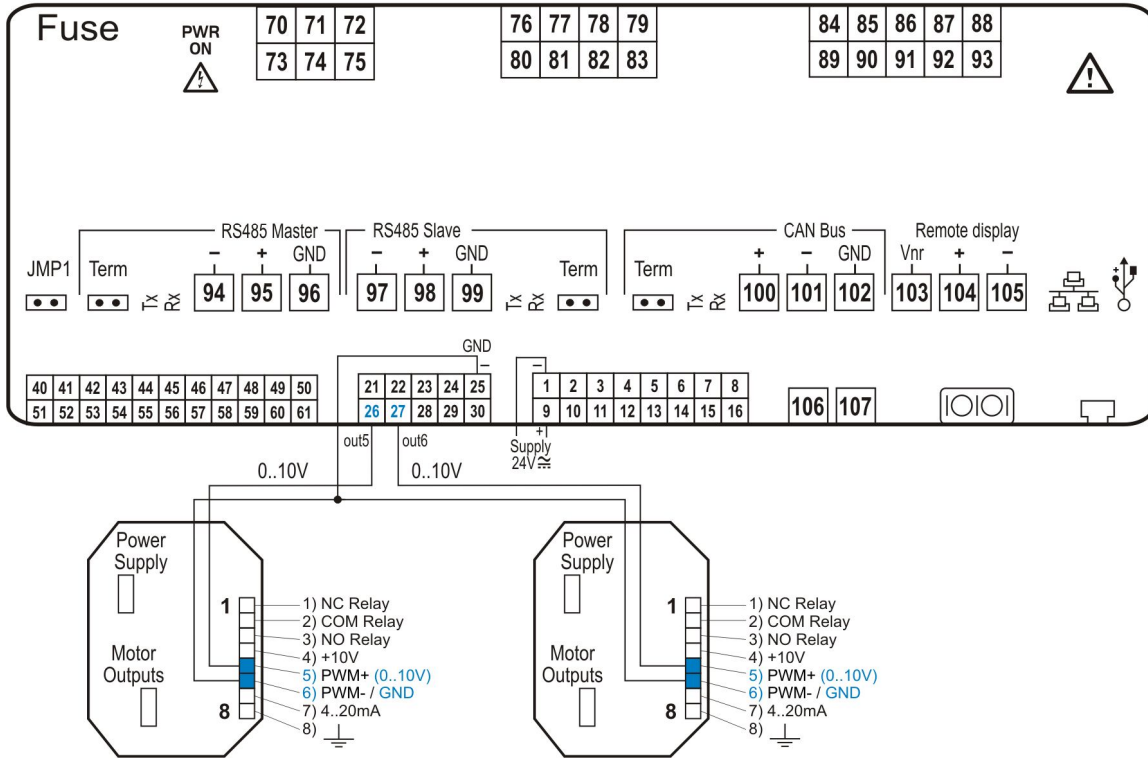 Fuse
PWR
ON
70 71 72
73 74 75
76 77 78 79
80 81 82 83
84 85 86 87 88
89 90 91 92 93
!
JMP1
RS485 Master
Term
Tx
Rx
− + GND
94 95 96
RS485 Slave
− + GND
97 98 99
Tx
Rx
Term
CAN Bus
Term
Tx
Rx
+ − GND
100 101 102
Remote display
Vnr + −
103 104 105
40 41 42 43 44 45 46 47 48 49 50
51 52 53 54 55 56 57 58 59 60 61
GND
−
21 22 23 24 25
26 27 28 29 30
−
1 2 3 4 5 6 7 8
9 10 11 12 13 14 15 16
+
Supply
24V
106 107
out5 out6
0..10V 0..10V
Power
Supply
Motor
Outputs
1
8
1) NC Relay
2) COM Relay
3) NO Relay
4) +10V
5) PWM+ (0..10V)
6) PWM- / GND
7) 4..20mA
8)
Power
Supply
Motor
Outputs
1
8
1) NC Relay
2) COM Relay
3) NO Relay
4) +10V
5) PWM+ (0..10V)
6) PWM- / GND
7) 4..20mA
8)